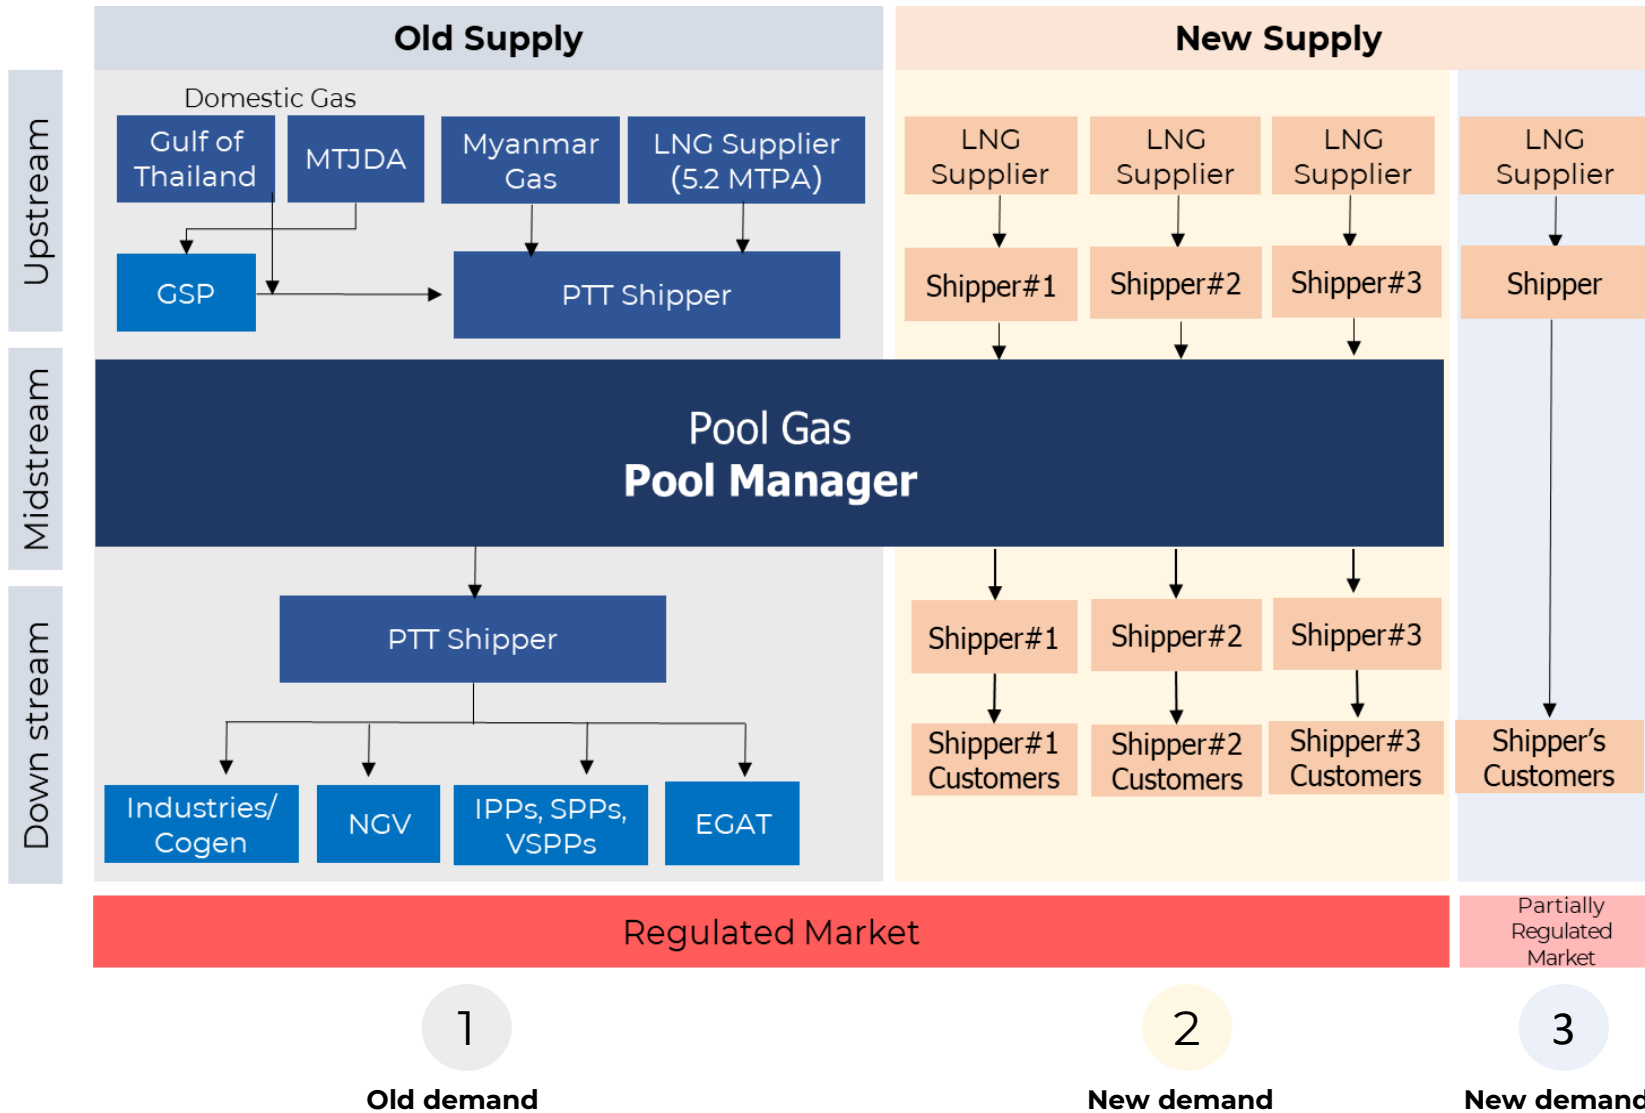 Old Supply
New Supply
Upstream
Domestic Gas
Gulf of
Thailand
MTJDA
Myanmar
Gas
LNG Supplier
(5.2 MTPA)
LNG
Supplier
LNG
Supplier
LNG
Supplier
LNG
Supplier
GSP
PTT Shipper
Shipper#1
Shipper#2
Shipper#3
Shipper
Midstream
Pool Gas
Pool Manager
Down stream
PTT Shipper
Shipper#1
Shipper#2
Shipper#3
Industries/
Cogen
NGV
IPPs, SPPs,
VSPPs
EGAT
Shipper#1
Customers
Shipper#2
Customers
Shipper#3
Customers
Shipper's
Customers
Regulated Market
Partially
Regulated
Market
1
2
3
Old demand
New demand
New demand